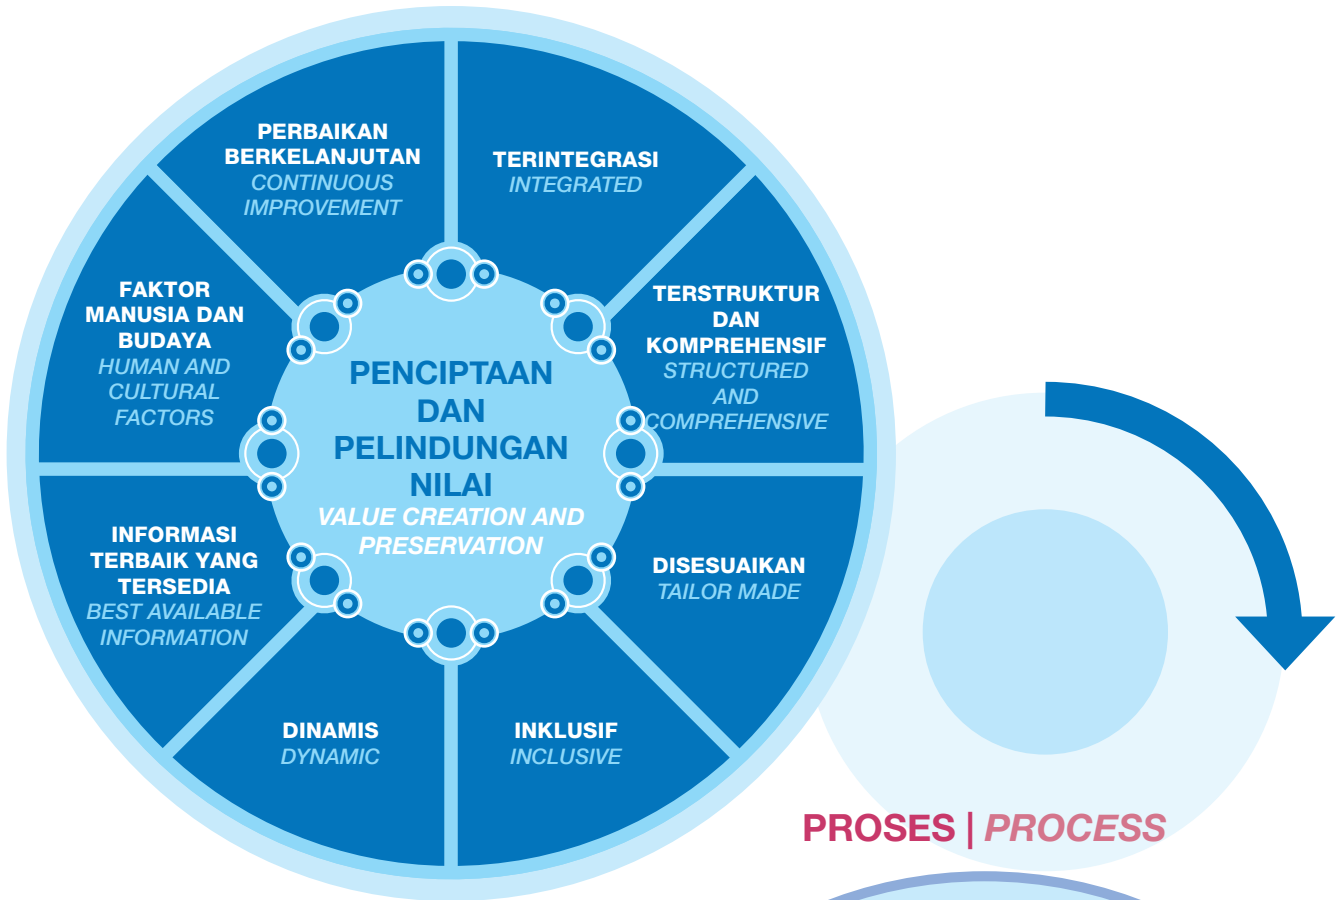 PERBAIKAN
BERKELANJUTAN
CONTINUOUS
IMPROVEMENT
TERINTEGRASI
INTEGRATED
FAKTOR
MANUSIA DAN
BUDAYA
HUMAN AND
CULTURAL
FACTORS
TERSTRUKTUR
DAN
KOMPREHENSIF
STRUCTURED
AND
COMPREHENSIVE
PENCIPTAAN
DAN
PELINDUNGAN
NILAI
VALUE CREATION AND
PRESERVATION
INFORMASI
TERBAIK YANG
TERSEDIA
BEST AVAILABLE
INFORMATION
DISESUAIKAN
TAILOR MADE
DINAMIS
DYNAMIC
INKLUSIF
INCLUSIVE
PROSES | PROCESS